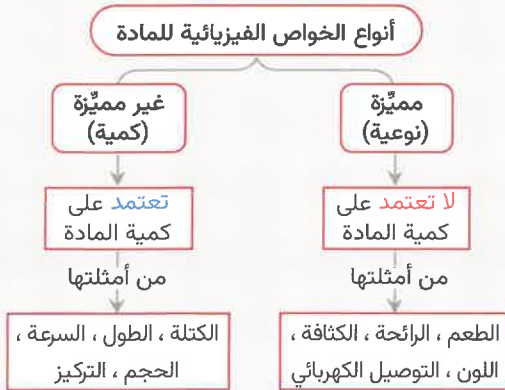 أنواع الخواص الفيزيائية للمادة
مميِّزة
(نوعية)
لا تعتمد على
كمية المادة
من أمثلتها
الطعم ، الرائحة ، الكثافة ،
اللون ، التوصيل الكهربائي
غير مميِّزة
(كمية)
تعتمد على
كمية المادة
من أمثلتها
الكتلة ، الطول ، السرعة ،
الحجم ، التركيز